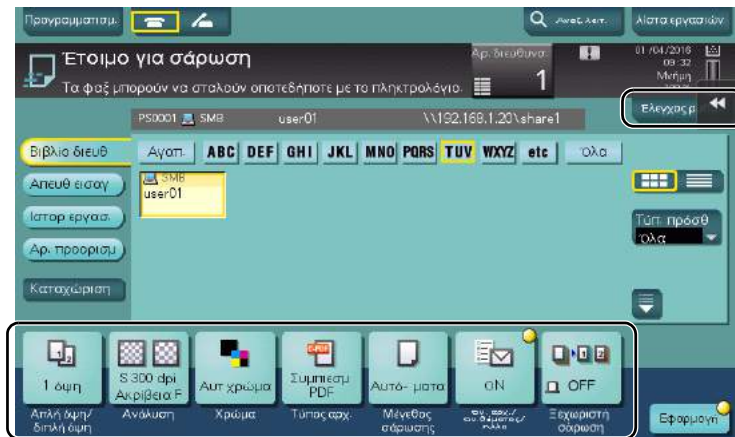 Προγραμματισμ.
Λίστα εργασιών
Έτοιμο για σάρωση
Αρ. διευθυνσ.
1
01/04/2016
09:32
Μνήμη
Τα φαξ μπορούν να σταλούν οποτεδήποτε με το πληκτρολόγιο.
Έλεγχος ρ
PS0001 SMB user01 \\192.168.1.20\share1
Βιβλίο διευθ
Αγαπ. ABC DEF GHI JKL MNO PQRS TUV WXYZ etc Όλα
Απευθ εισαγ
SMB
user01
Ιστορ εργασ.
Τύπ. πρόσθ
Όλα
Αρ. προορισμ
Καταχώριση
1 όψη
S 300 dpi
Ακρίβεια F
Αυτ χρώμα
Συμπιεσμ
PDF
Αυτό- ματα
ON
OFF
Απλή όψη/
διπλή όψη
Ανάλυση
Χρώμα
Τύπος αρχ.
Μέγεθος
σάρωσης
Ξεχωριστή
σάρωση
Εφαρμογή